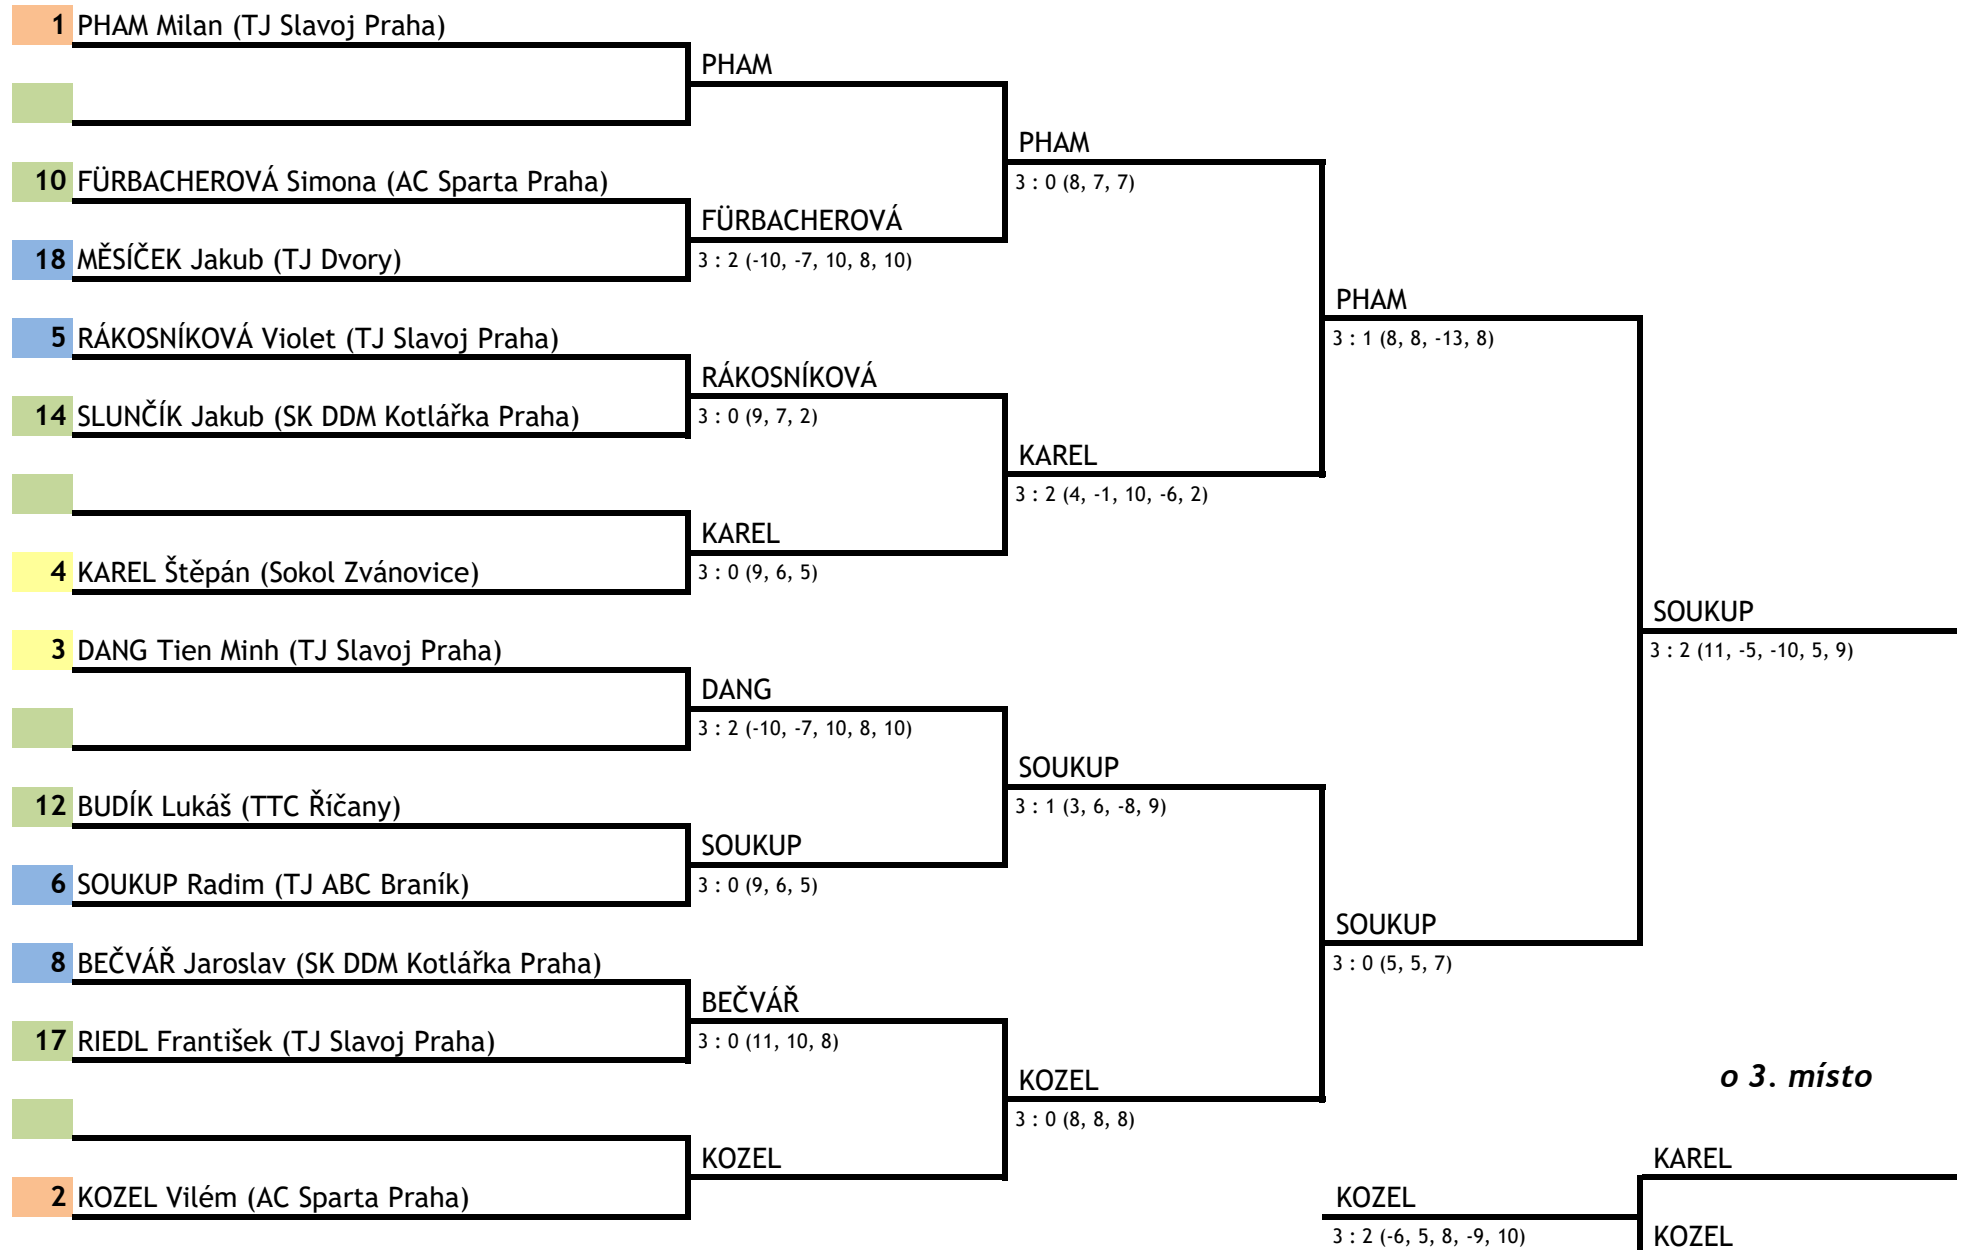 1 PHAM Milan (TJ Slavoj Praha)
PHAM
PHAM
10 FÜRBACHEROVÁ Simona (AC Sparta Praha)
3 : 0 (8, 7, 7)
FÜRBACHEROVÁ
18 MĚSÍČEK Jakub (TJ Dvory)
3 : 2 (-10, -7, 10, 8, 10)
PHAM
5 RÁKOSNÍKOVÁ Violet (TJ Slavoj Praha)
3 : 1 (8, 8, -13, 8)
RÁKOSNÍKOVÁ
14 SLUNČÍK Jakub (SK DDM Kotlářka Praha)
3 : 0 (9, 7, 2)
KAREL
3 : 2 (4, -1, 10, -6, 2)
KAREL
4 KAREL Štěpán (Sokol Zvánovice)
3 : 0 (9, 6, 5)
SOUKUP
3 DANG Tien Minh (TJ Slavoj Praha)
3 : 2 (11, -5, -10, 5, 9)
DANG
3 : 2 (-10, -7, 10, 8, 10)
SOUKUP
12 BUDÍK Lukáš (TTC Říčany)
3 : 1 (3, 6, -8, 9)
SOUKUP
6 SOUKUP Radim (TJ ABC Braník)
3 : 0 (9, 6, 5)
SOUKUP
8 BEČVÁŘ Jaroslav (SK DDM Kotlářka Praha)
3 : 0 (5, 5, 7)
BEČVÁŘ
17 RIEDL František (TJ Slavoj Praha)
3 : 0 (11, 10, 8)
o 3. místo
KOZEL
3 : 0 (8, 8, 8)
KOZEL
KAREL
2 KOZEL Vilém (AC Sparta Praha)
KOZEL
3 : 2 (-6, 5, 8, -9, 10)
KOZEL